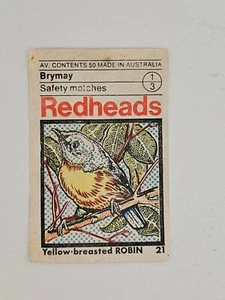 AV. CONTENTS 50 MADE IN AUSTRALIA
Brymay
1
3
Safety matches
Redheads
Yellow-breasted ROBIN 21